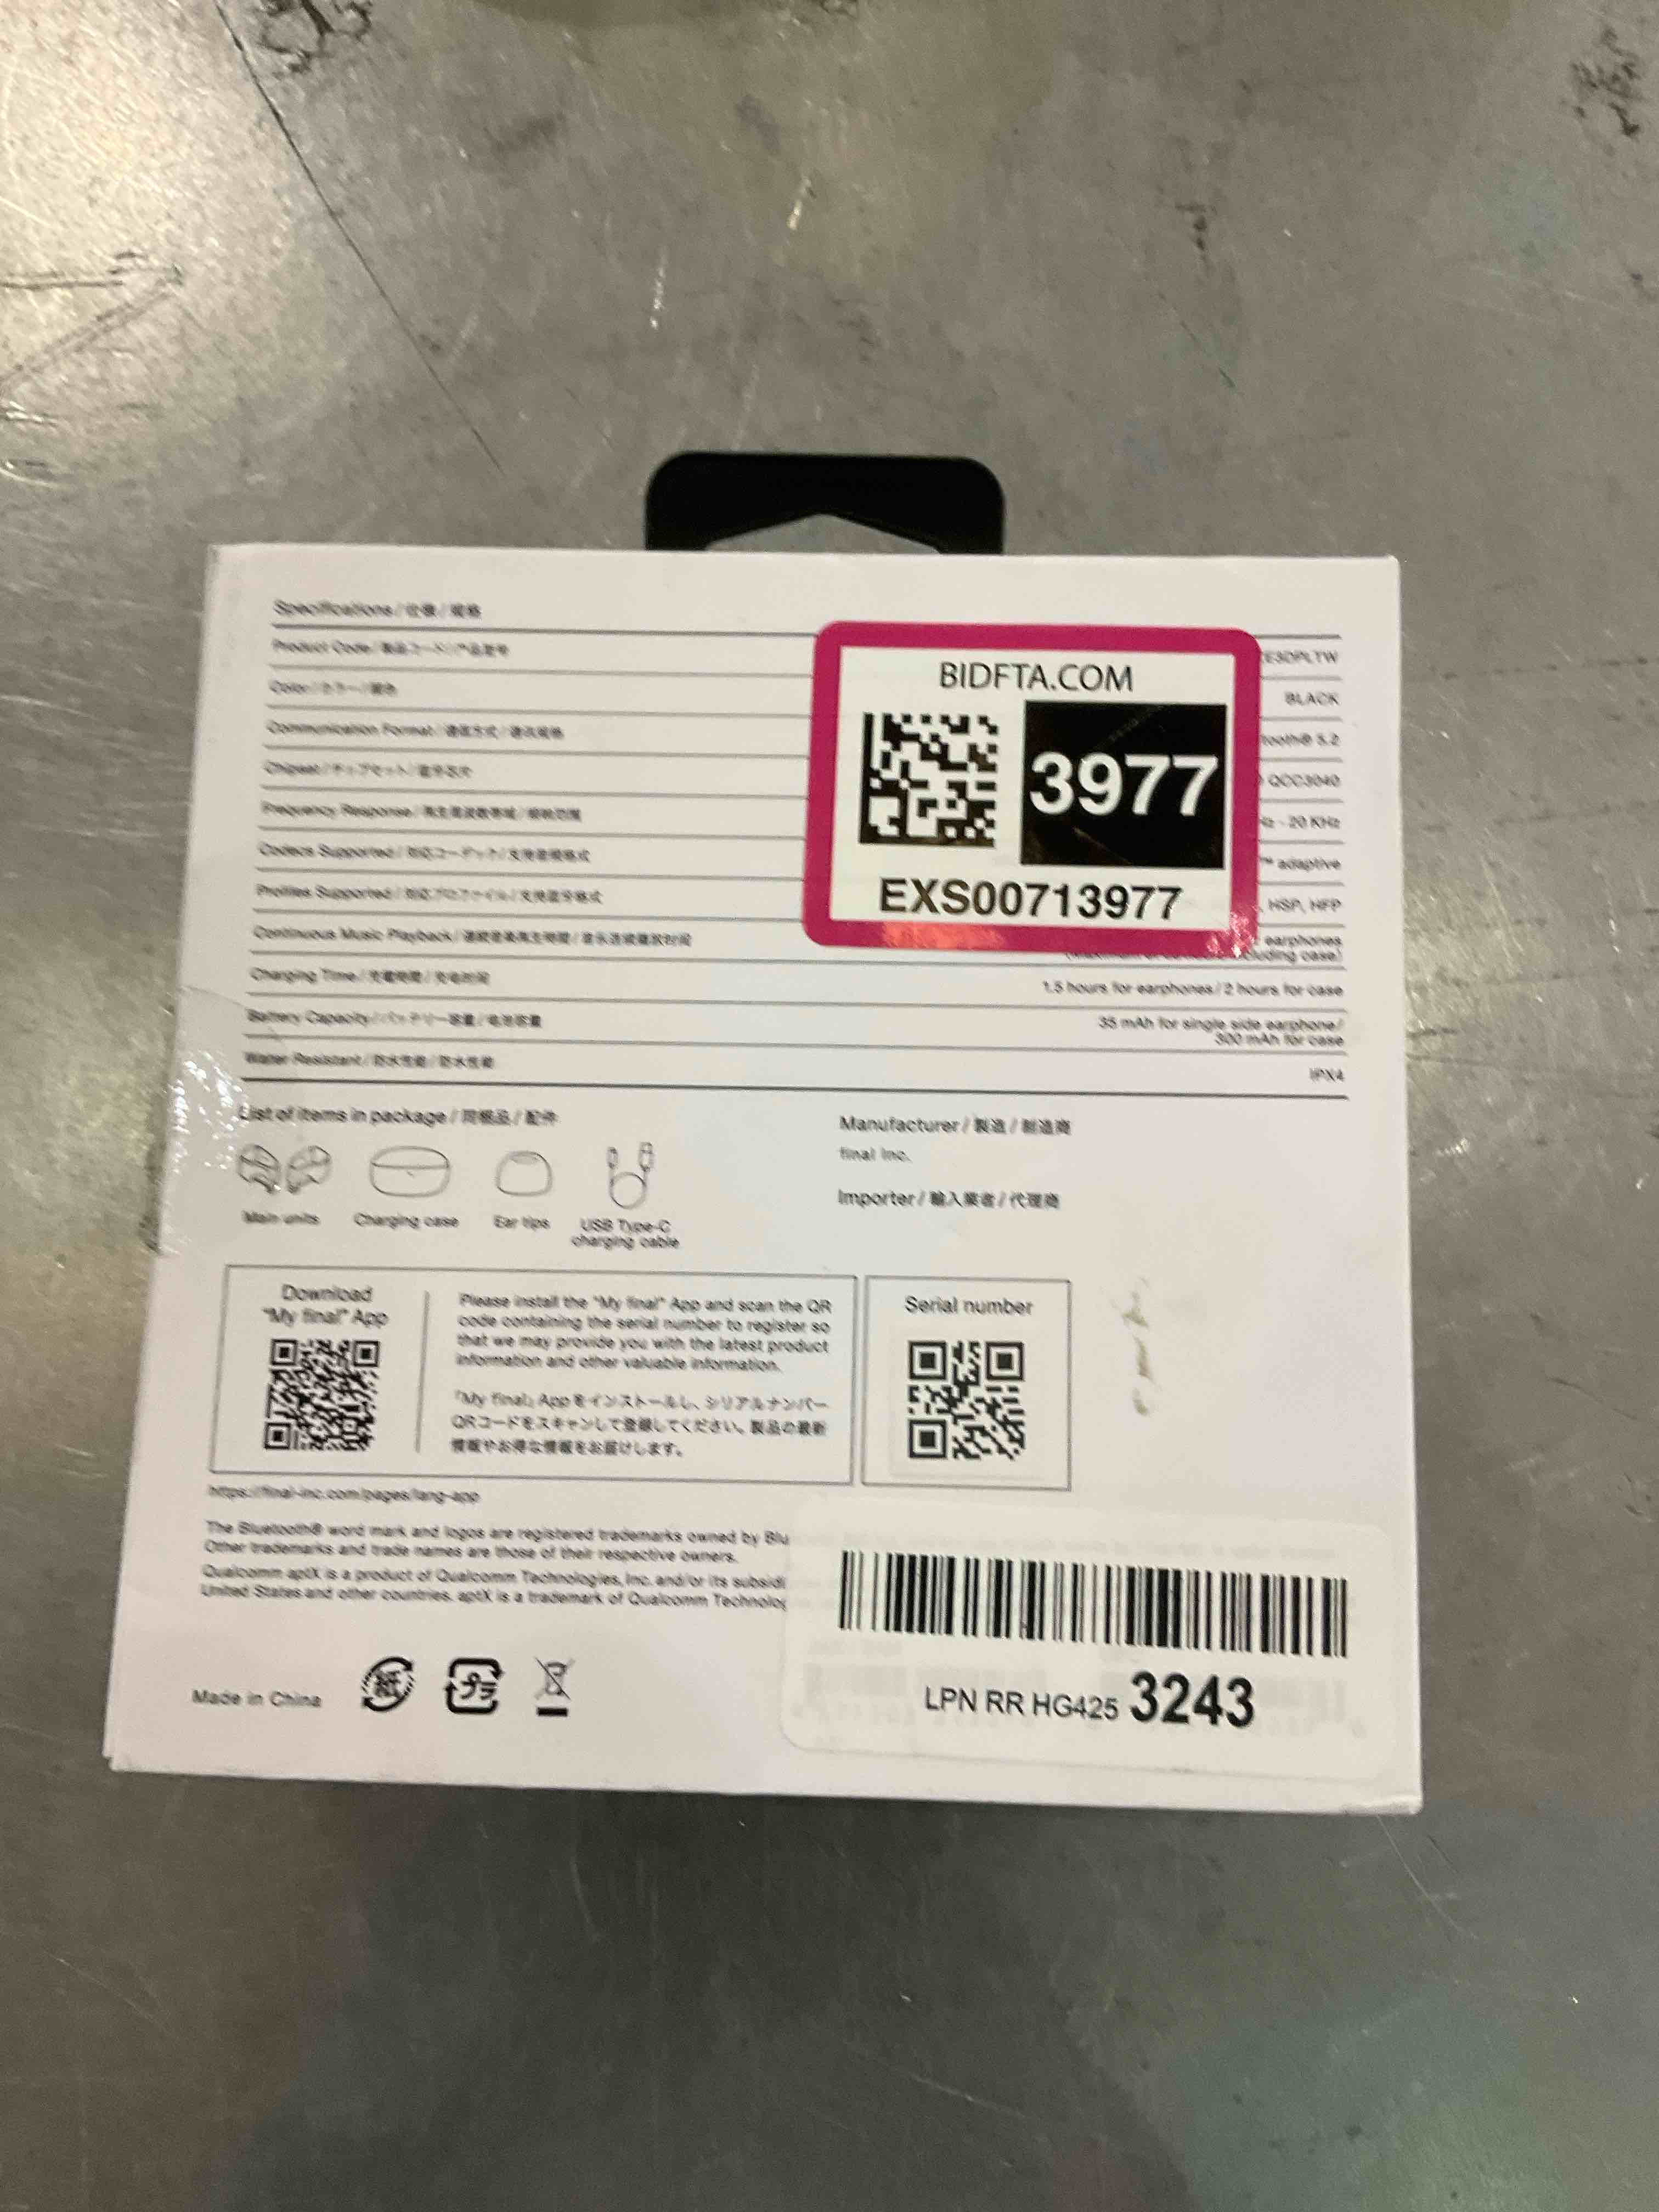 Specifications / 仕様 / 规格
Product Code / 製品コード / 产品型号
E3DPLTW
Color / カラー / 颜色
BLACK
Communication Format / 通信方式 / 通讯规格
tooth® 5.2
Chipset / チップセット / 蓝牙芯片
QCC3040
Frequency Response / 再生周波数帯域 / 频响范围
Hz - 20 KHz
Codecs Supported / 対応コーデック / 支持音频格式
™ adaptive
Profiles Supported / 対応プロファイル / 支持蓝牙格式
, HSP, HFP
Continuous Music Playback / 連続音楽再生時間 / 音乐连续播放时间
earphones
cluding case)
Charging Time / 充電時間 / 充电时间
1.5 hours for earphones / 2 hours for case
Battery Capacity / バッテリー容量 / 电池容量
35 mAh for single side earphone /
300 mAh for case
Water Resistant / 防水性能 / 防水性能
IPX4
BIDFTA.COM
3977
EXS00713977
List of items in package / 同梱品 / 配件
Main units
Charging case
Ear tips
USB Type-C
charging cable
Manufacturer / 製造 / 制造商
final Inc.
Importer / 輸入業者 / 代理商
Download
"My final" App
Please install the "My final" App and scan the QR
code containing the serial number to register so
that we may provide you with the latest product
information and other valuable information.
「My final」Appをインストールし、シリアルナンバー
QRコードをスキャンして登録してください。製品の最新
情報やお得な情報をお届けします。
Serial number
https://final-inc.com/pages/lang-app
The Bluetooth® word mark and logos are registered trademarks owned by Blu
Other trademarks and trade names are those of their respective owners.
Qualcomm aptX is a product of Qualcomm Technologies, Inc. and/or its subsidi
United States and other countries. aptX is a trademark of Qualcomm Technolog
Made in China
紙
プラ
LPN RR HG425 3243